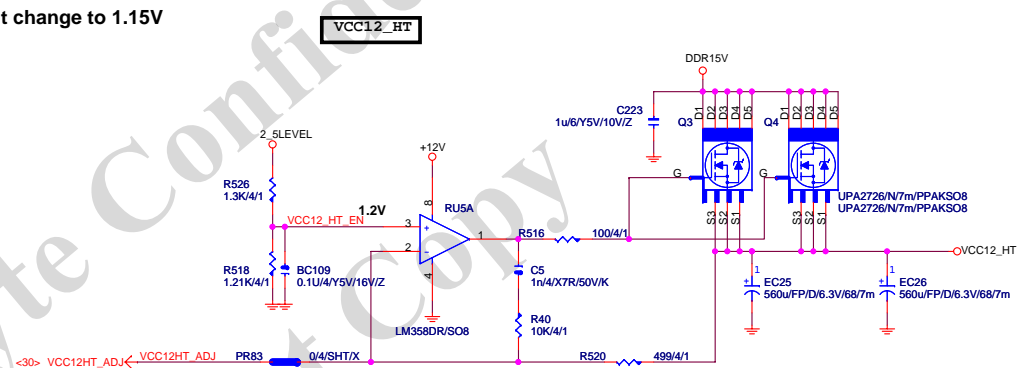 t change to 1.15V
VCC12_HT
DDR15V
C223
1u/6/Y5V/10V/Z
D1
D2
D3
D4
D5
D1
D2
D3
D4
D5
Q3
Q4
2_5LEVEL
+12V
R526
1.3K/4/1
1.2V
VCC12_HT_EN
RU5A
8
3
+
2
-
1
4
G
G
UPA2726/N/7m/PPAKSO8
UPA2726/N/7m/PPAKSO8
S3
S2
S1
S3
S2
S1
R516
100/4/1
VCC12_HT
R518
1.21K/4/1
BC109
0.1U/4/Y5V/16V/Z
C5
1n/4/X7R/50V/K
1
+
EC25
560u/FP/D/6.3V/68/7m
1
+
EC26
560u/FP/D/6.3V/68/7m
R40
10K/4/1
LM358DR/SO8
<30> VCC12HT_ADJ
VCC12HT_ADJ
PR83
0/4/SHT/X
R520
499/4/1
te Confid
t Copy